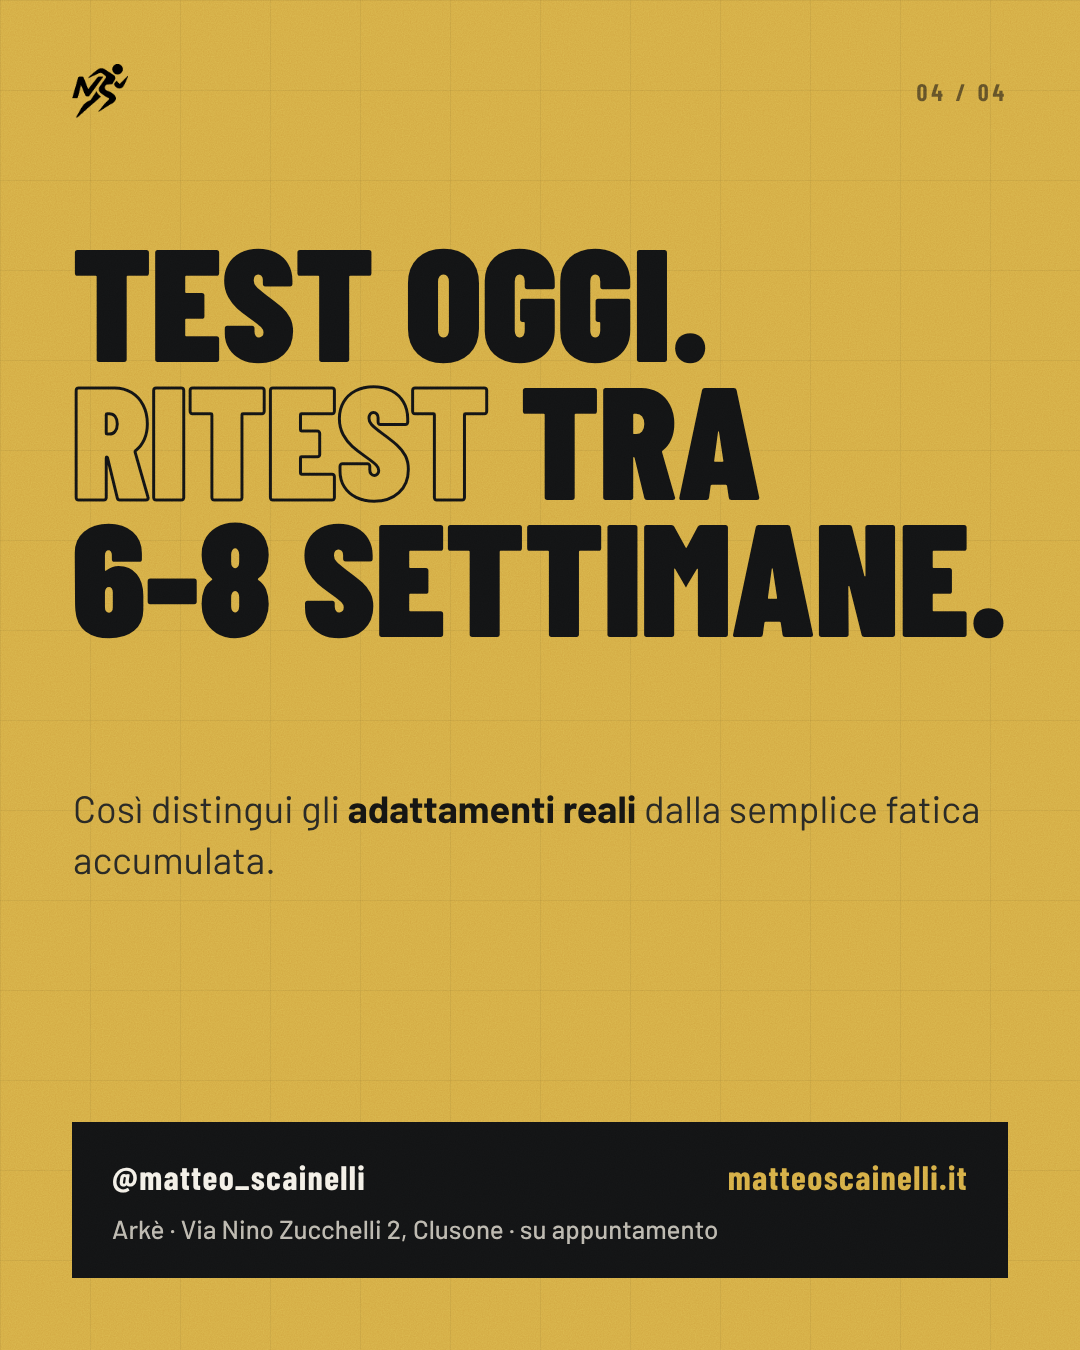 04 / 04
TEST OGGI.
RITEST TRA
6–8 SETTIMANE.
Così distingui gli adattamenti reali dalla semplice fatica
accumulata.
@matteo_scainelli
matteoscainelli.it
Arkè · Via Nino Zucchelli 2, Clusone · su appuntamento